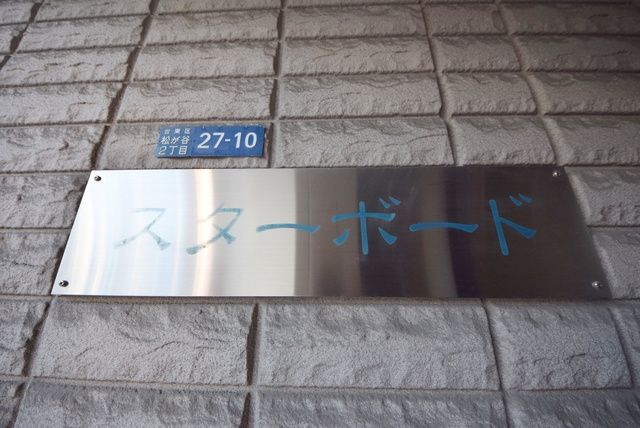 台東区
松が谷
2丁目
27-10
スターボード